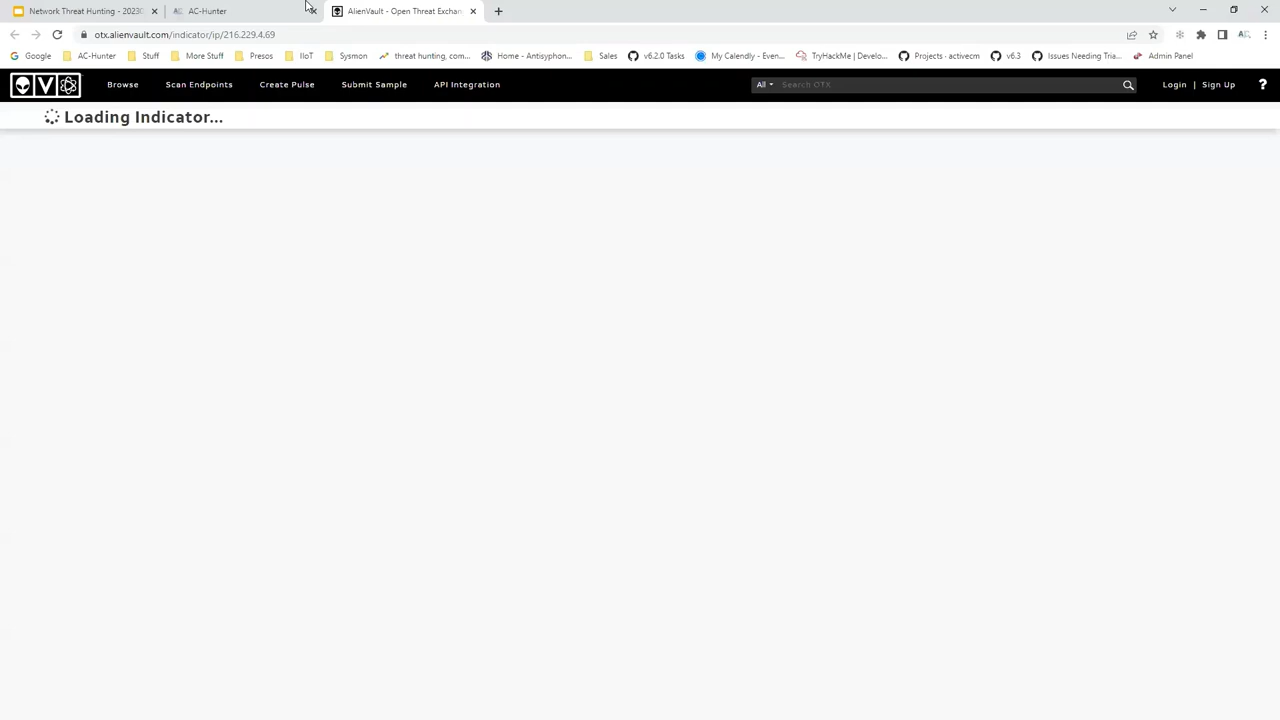 Network Threat Hunting - 2023
AC-Hunter
AlienVault - Open Threat Exchan
otx.alienvault.com/indicator/ip/216.229.4.69
Google
AC-Hunter
Stuff
More Stuff
Presos
IIoT
Sysmon
threat hunting, com...
Home - Antisyphon...
Sales
v6.2.0 Tasks
My Calendly - Even...
TryHackMe | Develo...
Projects · activecm
v6.3
Issues Needing Tria...
Admin Panel
Browse
Scan Endpoints
Create Pulse
Submit Sample
API Integration
All
Search OTX
Login | Sign Up
?
Loading Indicator...